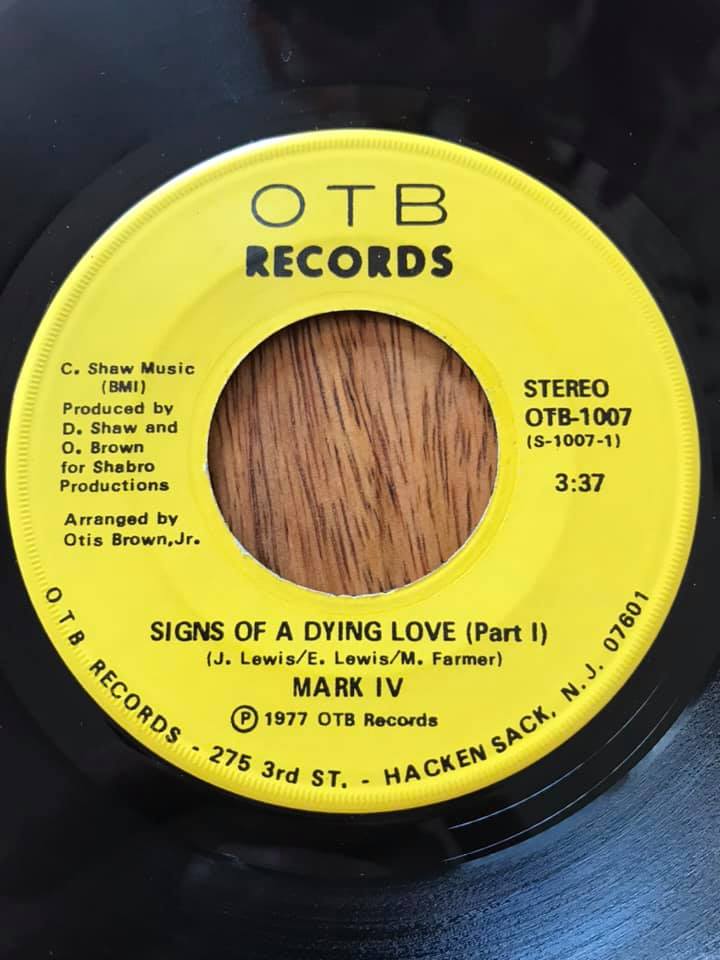 OTB
RECORDS
C. Shaw Music
(BMI)
Produced by
D. Shaw and
O. Brown
for Shabro
Productions
Arranged by
Otis Brown,Jr.
STEREO
OTB-1007
(S-1007-1)
3:37
SIGNS OF A DYING LOVE (Part I)
(J. Lewis/E. Lewis/M. Farmer)
MARK IV
Ⓟ 1977 OTB Records
OTB RECORDS - 275 3rd ST. - HACKEN SACK, N.J. 07601